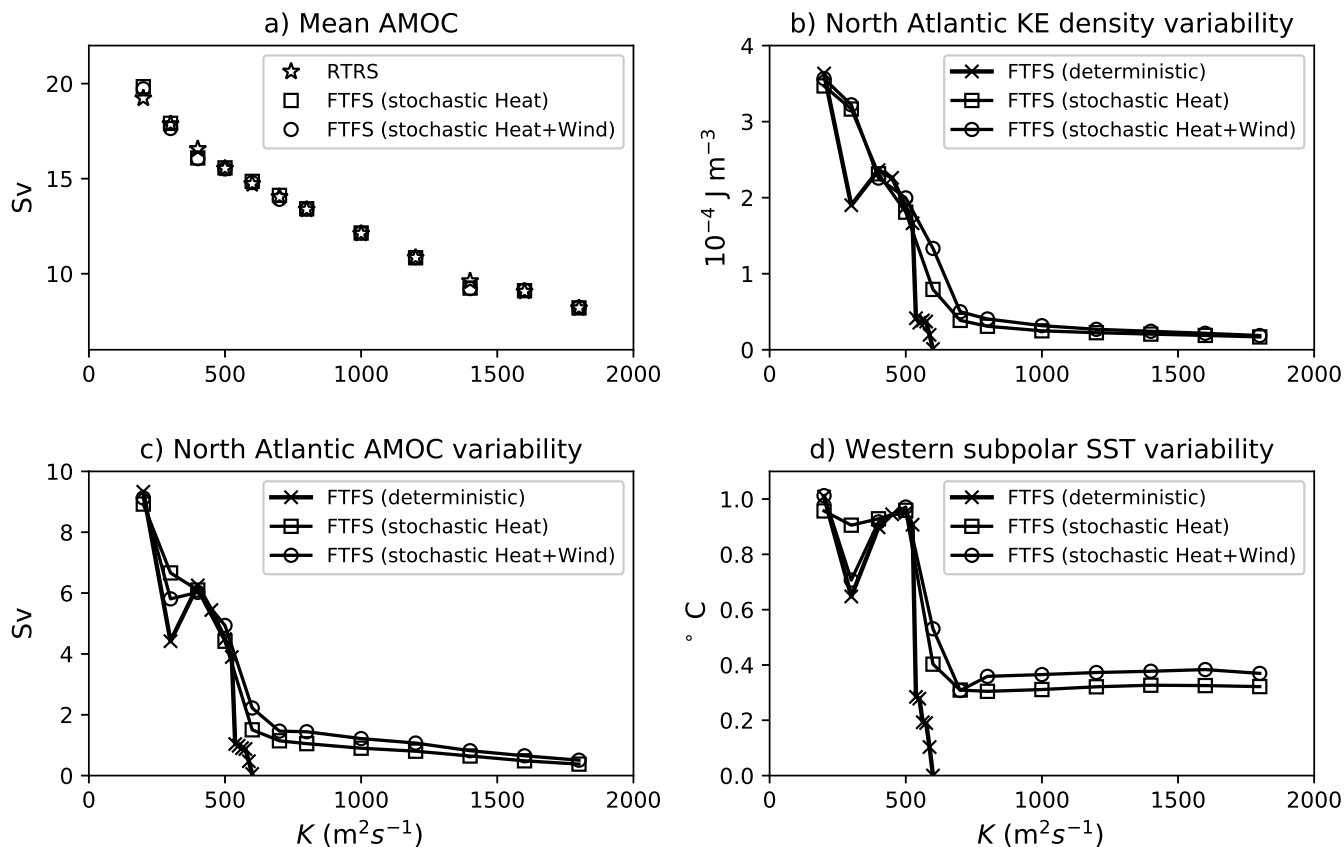 a) Mean AMOC
Sv
20
15
10
RTRS
FTFS (stochastic Heat)
FTFS (stochastic Heat+Wind)
0 500 1000 1500 2000
b) North Atlantic KE density variability
10⁻⁴ J m⁻³
4
3
2
1
0
FTFS (deterministic)
FTFS (stochastic Heat)
FTFS (stochastic Heat+Wind)
0 500 1000 1500 2000
c) North Atlantic AMOC variability
Sv
10
8
6
4
2
0
FTFS (deterministic)
FTFS (stochastic Heat)
FTFS (stochastic Heat+Wind)
0 500 1000 1500 2000
K (m²s⁻¹)
d) Western subpolar SST variability
° C
1.0
0.8
0.6
0.4
0.2
0.0
FTFS (deterministic)
FTFS (stochastic Heat)
FTFS (stochastic Heat+Wind)
0 500 1000 1500 2000
K (m²s⁻¹)